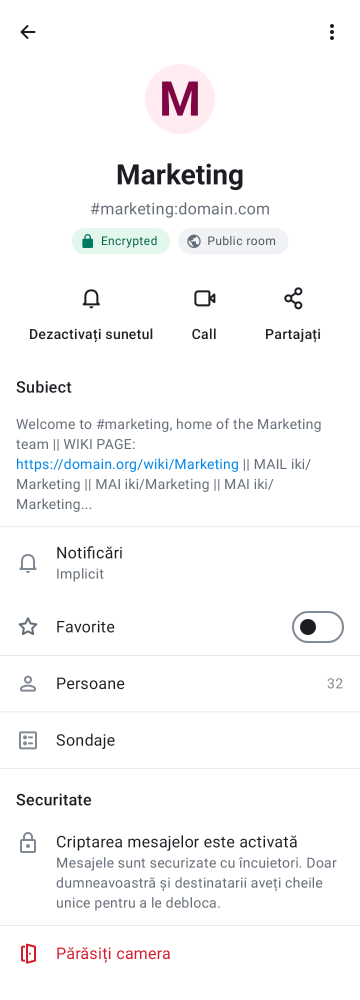 M
Marketing
#marketing:domain.com
Encrypted
Public room
Dezactivați sunetul
Call
Partajați
Subiect
Welcome to #marketing, home of the Marketing
team || WIKI PAGE:
https://domain.org/wiki/Marketing || MAIL iki/
Marketing || MAI iki/Marketing || MAI iki/
Marketing...
Notificări
Implicit
Favorite
Persoane 32
Sondaje
Securitate
Criptarea mesajelor este activată
Mesajele sunt securizate cu încuietori. Doar
dumneavoastră și destinatarii aveți cheile
unice pentru a le debloca.
Părăsiți camera